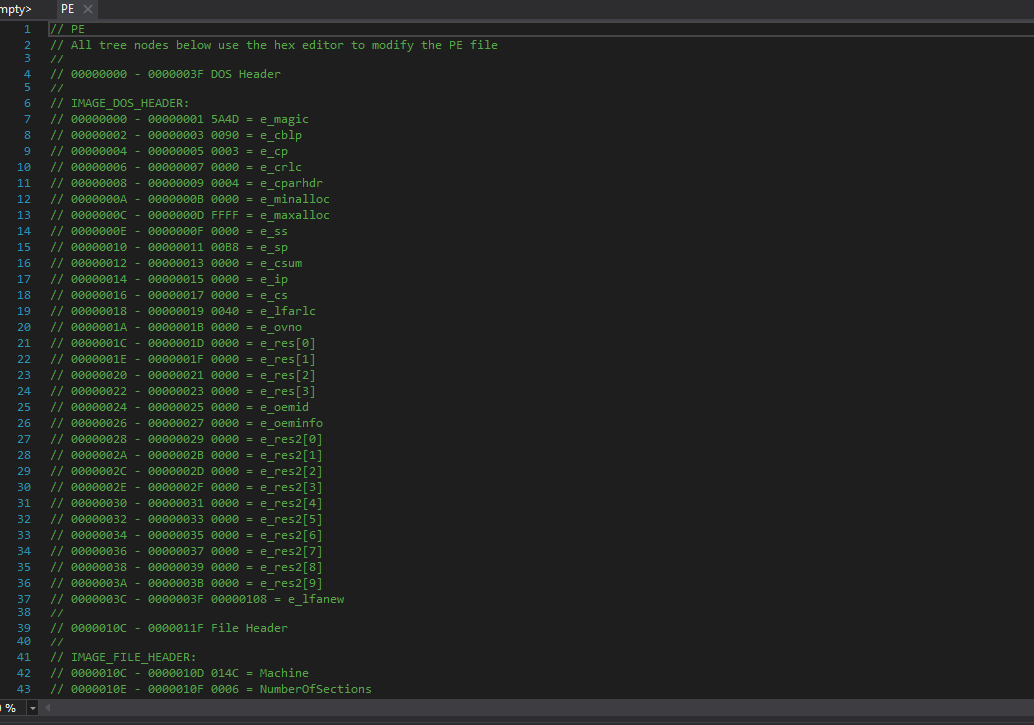 PE
1 // PE
2 // All tree nodes below use the hex editor to modify the PE file
3 //
4 // 00000000 - 0000003F DOS Header
5 //
6 // IMAGE_DOS_HEADER:
7 // 00000000 - 00000001 5A4D = e_magic
8 // 00000002 - 00000003 0090 = e_cblp
9 // 00000004 - 00000005 0003 = e_cp
10 // 00000006 - 00000007 0000 = e_crlc
11 // 00000008 - 00000009 0004 = e_cparhdr
12 // 0000000A - 0000000B 0000 = e_minalloc
13 // 0000000C - 0000000D FFFF = e_maxalloc
14 // 0000000E - 0000000F 0000 = e_ss
15 // 00000010 - 00000011 00B8 = e_sp
16 // 00000012 - 00000013 0000 = e_csum
17 // 00000014 - 00000015 0000 = e_ip
18 // 00000016 - 00000017 0000 = e_cs
19 // 00000018 - 00000019 0040 = e_lfarlc
20 // 0000001A - 0000001B 0000 = e_ovno
21 // 0000001C - 0000001D 0000 = e_res[0]
22 // 0000001E - 0000001F 0000 = e_res[1]
23 // 00000020 - 00000021 0000 = e_res[2]
24 // 00000022 - 00000023 0000 = e_res[3]
25 // 00000024 - 00000025 0000 = e_oemid
26 // 00000026 - 00000027 0000 = e_oeminfo
27 // 00000028 - 00000029 0000 = e_res2[0]
28 // 0000002A - 0000002B 0000 = e_res2[1]
29 // 0000002C - 0000002D 0000 = e_res2[2]
30 // 0000002E - 0000002F 0000 = e_res2[3]
31 // 00000030 - 00000031 0000 = e_res2[4]
32 // 00000032 - 00000033 0000 = e_res2[5]
33 // 00000034 - 00000035 0000 = e_res2[6]
34 // 00000036 - 00000037 0000 = e_res2[7]
35 // 00000038 - 00000039 0000 = e_res2[8]
36 // 0000003A - 0000003B 0000 = e_res2[9]
37 // 0000003C - 0000003F 00000108 = e_lfanew
38 //
39 // 0000010C - 0000011F File Header
40 //
41 // IMAGE_FILE_HEADER:
42 // 0000010C - 0000010D 014C = Machine
43 // 0000010E - 0000010F 0006 = NumberOfSections
%